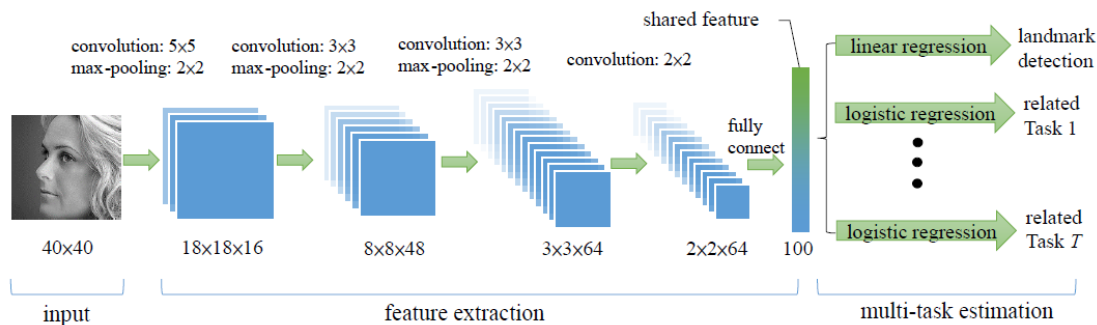 shared feature
convolution: 5×5
max-pooling: 2×2
convolution: 3×3
max-pooling: 2×2
convolution: 3×3
max-pooling: 2×2
convolution: 2×2
fully
connect
linear regression
landmark
detection
logistic regression
related
Task 1
logistic regression
related
Task T
40×40
18×18×16
8×8×48
3×3×64
2×2×64
100
input
feature extraction
multi-task estimation